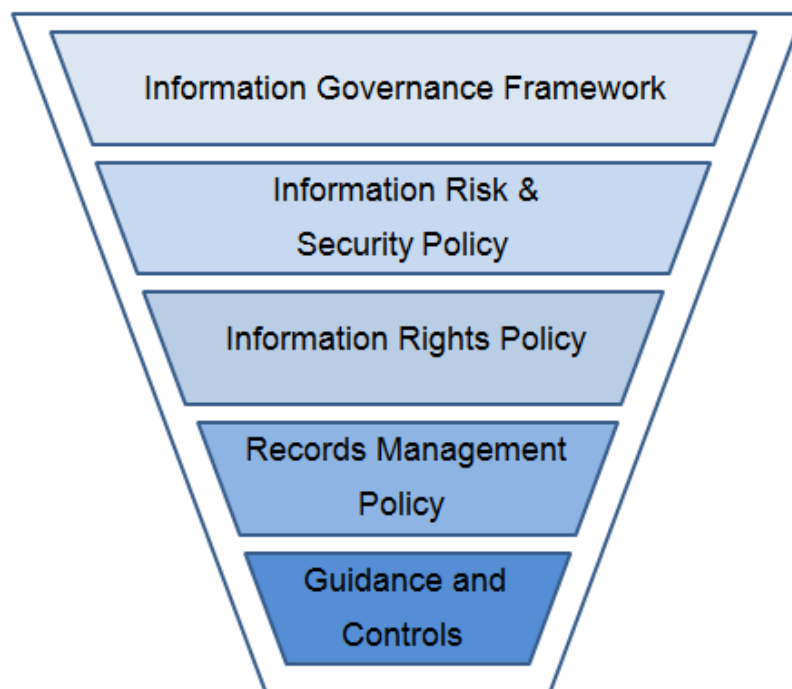 Information Governance Framework
Information Risk &
Security Policy
Information Rights Policy
Records Management
Policy
Guidance and
Controls